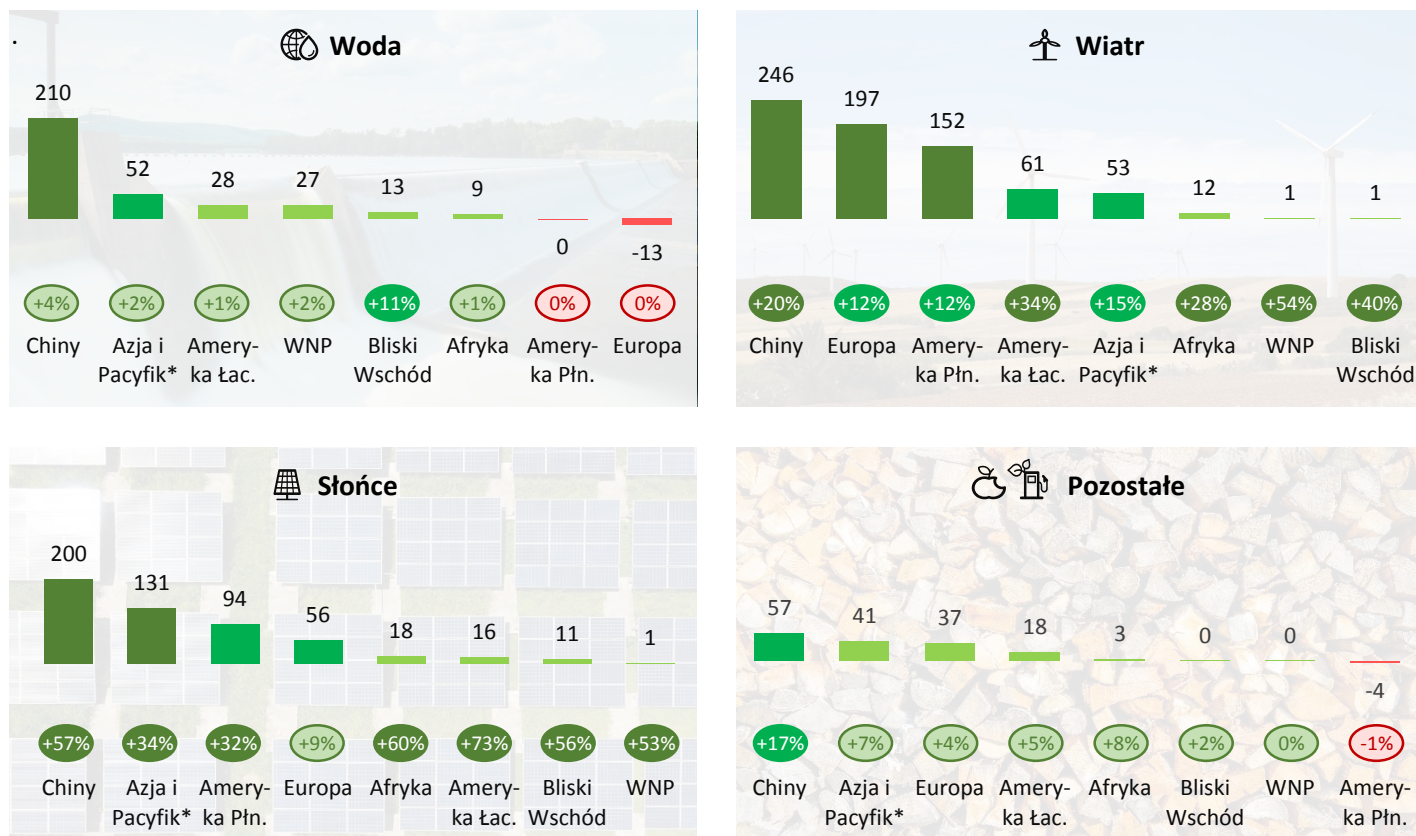 .
Woda
210
52
28
27
13
9
0
-13
+4%
+2%
+1%
+2%
+11%
+1%
0%
0%
Chiny
Azja i
Pacyfik*
Amery-
ka Łac.
WNP
Bliski
Wschód
Afryka
Amery-
ka Płn.
Europa
Wiatr
246
197
152
61
53
12
1
1
+20%
+12%
+12%
+34%
+15%
+28%
+54%
+40%
Chiny
Europa
Amery-
ka Płn.
Amery-
ka Łac.
Azja i
Pacyfik*
Afryka
WNP
Bliski
Wschód
Słońce
200
131
94
56
18
16
11
1
+57%
+34%
+32%
+9%
+60%
+73%
+56%
+53%
Chiny
Azja i
Pacyfik*
Amery-
ka Płn.
Europa
Afryka
Amery-
ka Łac.
Bliski
Wschód
WNP
Pozostałe
57
41
37
18
3
0
0
-4
+17%
+7%
+4%
+5%
+8%
+2%
0%
-1%
Chiny
Azja i
Pacyfik*
Europa
Amery-
ka Łac.
Afryka
Bliski
Wschód
WNP
Amery-
ka Płn.